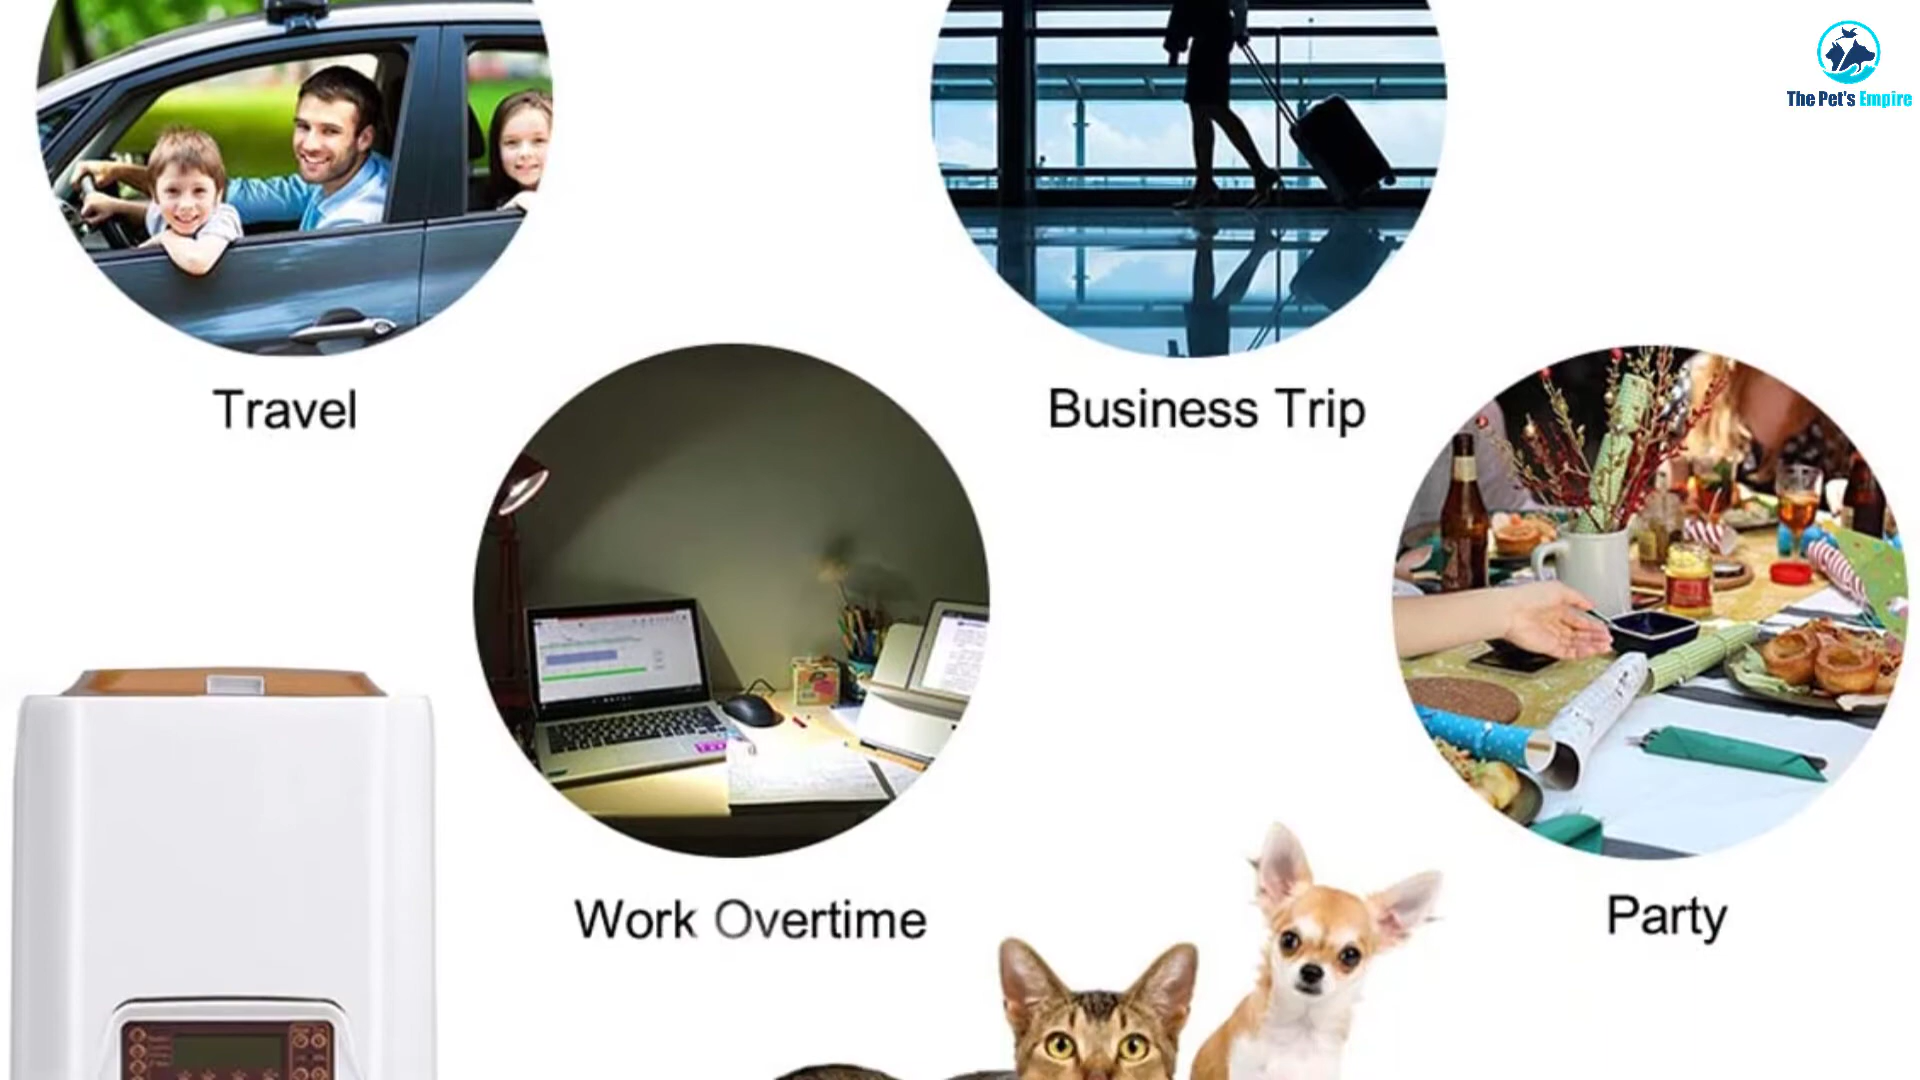 The Pet's Empire
Travel
Business Trip
Work Overtime
Party